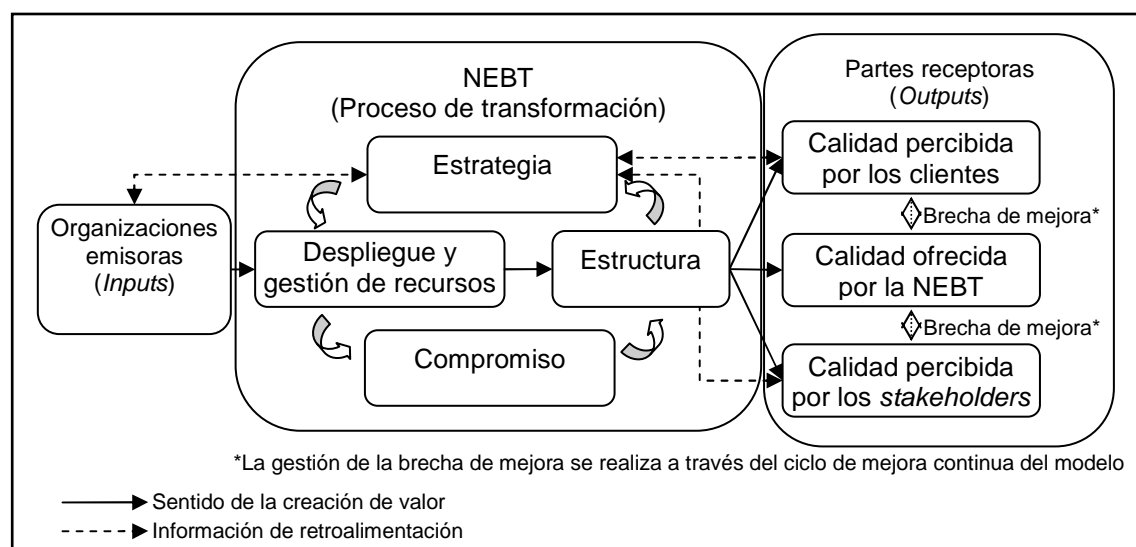 NEBT
(Proceso de transformación)
Estrategia
Organizaciones
emisoras
(Inputs)
Despliegue y
gestión de recursos
Estructura
Compromiso
Partes receptoras
(Outputs)
Calidad percibida
por los clientes
Brecha de mejora*
Calidad ofrecida
por la NEBT
Brecha de mejora*
Calidad percibida
por los stakeholders
*La gestión de la brecha de mejora se realiza a través del ciclo de mejora continua del modelo
Sentido de la creación de valor
Información de retroalimentación